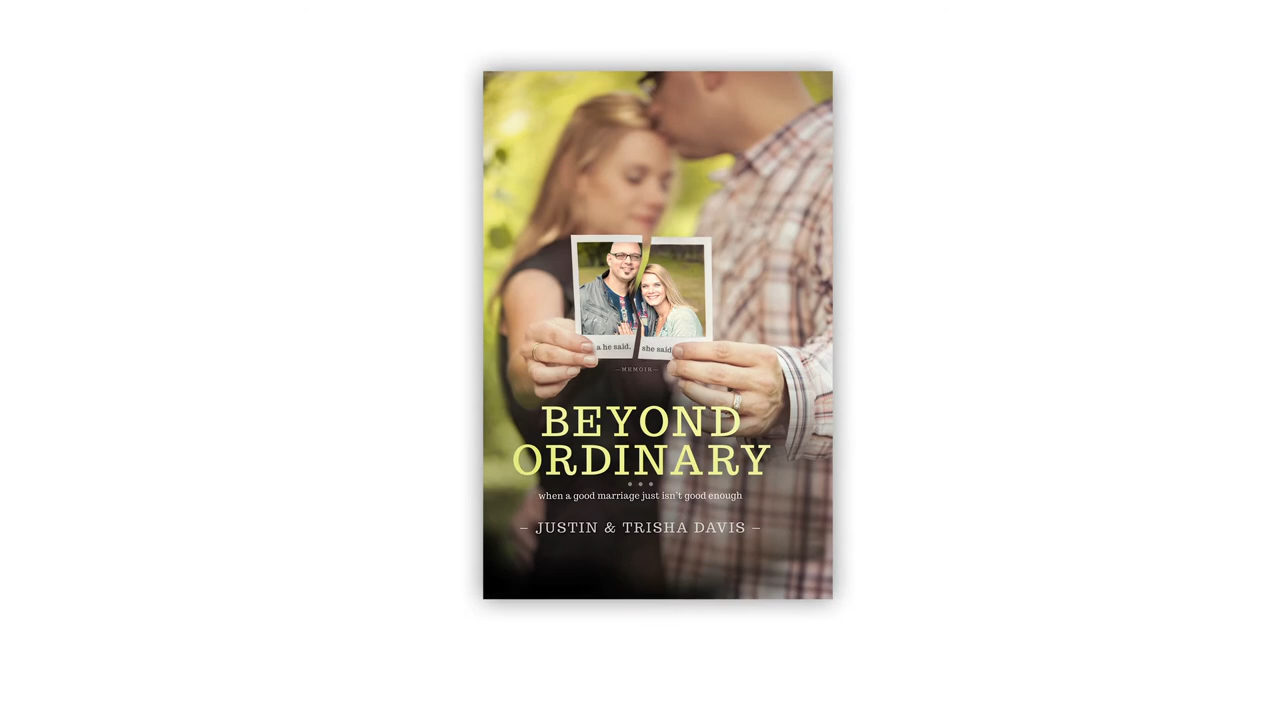 a he said,
she said
—MEMOIR—
BEYOND
ORDINARY
when a good marriage just isn't good enough
– JUSTIN & TRISHA DAVIS –